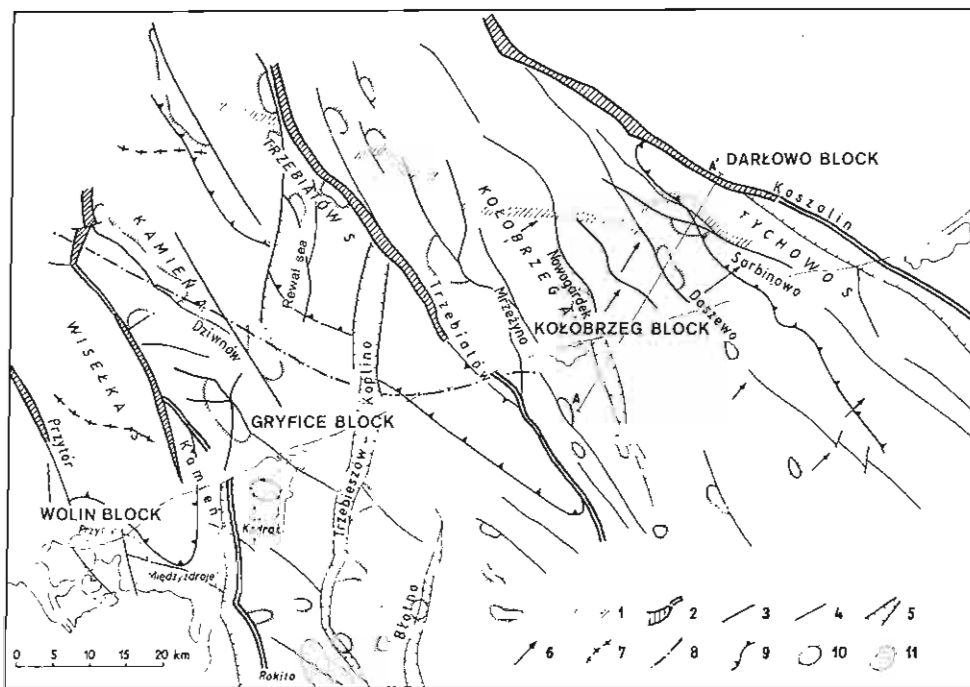 DARŁOWO BLOCK
A'
Koszalin
TRZEBIATÓW S
KAMIEŃ A
KOŁOBRZEG A
TYCHOWO S
Rewal sea
Nowogardek
Sarbinowo
Dziwnów
Trzebiatów
Mrzeżyno
Daszewo
KOŁOBRZEG BLOCK
WISEŁKA S
Trzebieszów - Koplino
A
GRYFICE BLOCK
Przytór
Kamień
WOLIN BLOCK
Międzyzdroje
Błotno
Rokita
1 2 3 4 5
6 7 8 9 10 11
0 5 10 15 20 km